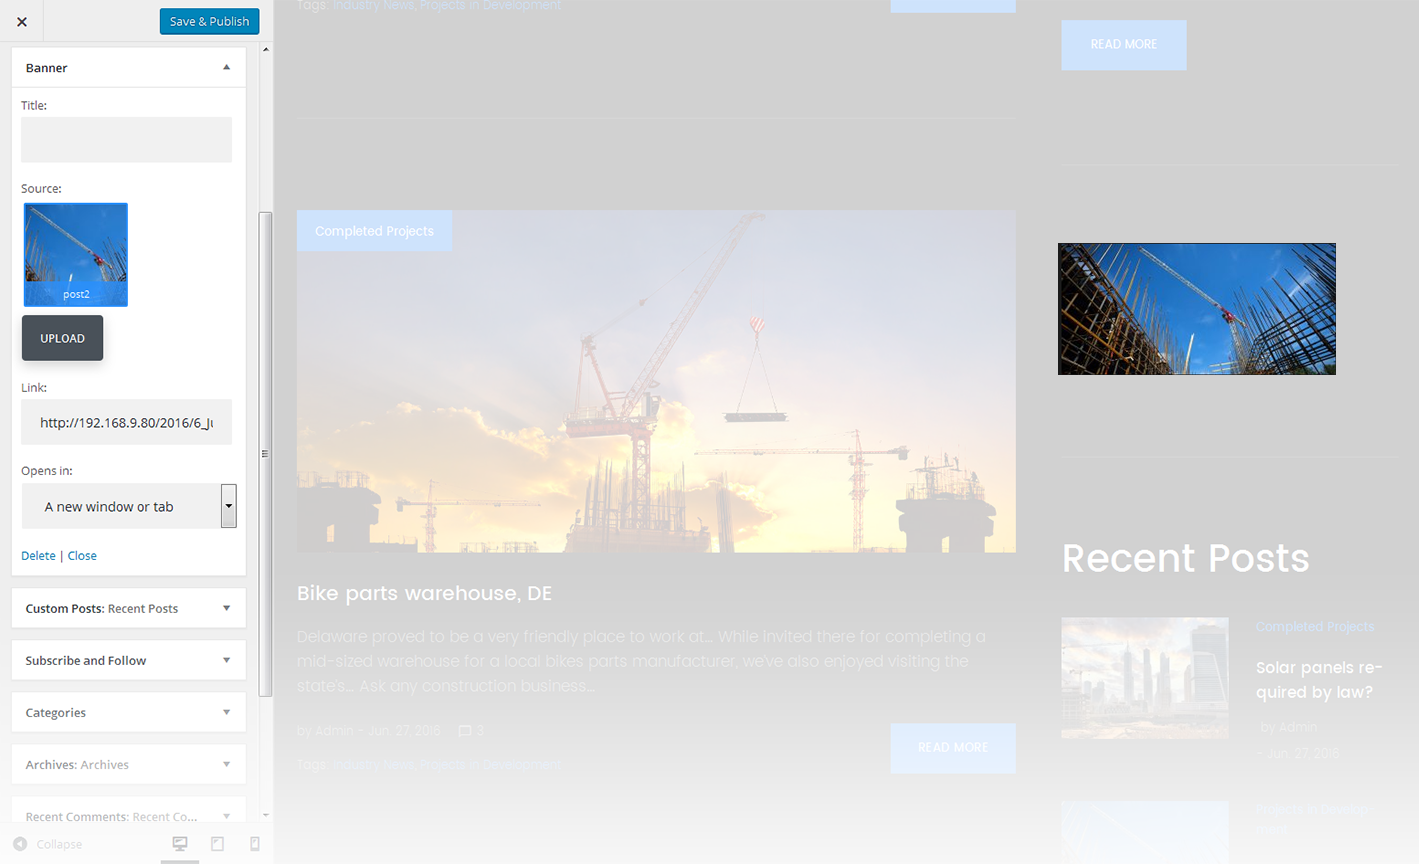 Save & Publish
Banner
Title:
Source:
post2
UPLOAD
Link:
http://192.168.9.80/2016/6_Ju
Opens in:
A new window or tab
Delete | Close
Custom Posts: Recent Posts
Subscribe and Follow
Categories
Archives: Archives
Recent Comments: Recent Co...
Collapse
Tags: Industry News, Projects in Development
Completed Projects
Bike parts warehouse, DE
Delaware proved to be a very friendly place to work at... While invited there for completing a
mid-sized warehouse for a local bikes parts manufacturer, we've also enjoyed visiting the
state's... Ask any construction business...
by Admin - Jun, 27, 2016 3
READ MORE
Tags: Industry News, Projects in Development
READ MORE
Recent Posts
Completed Projects
Solar panels re-
quired by law?
by Admin
- Jun, 27, 2016